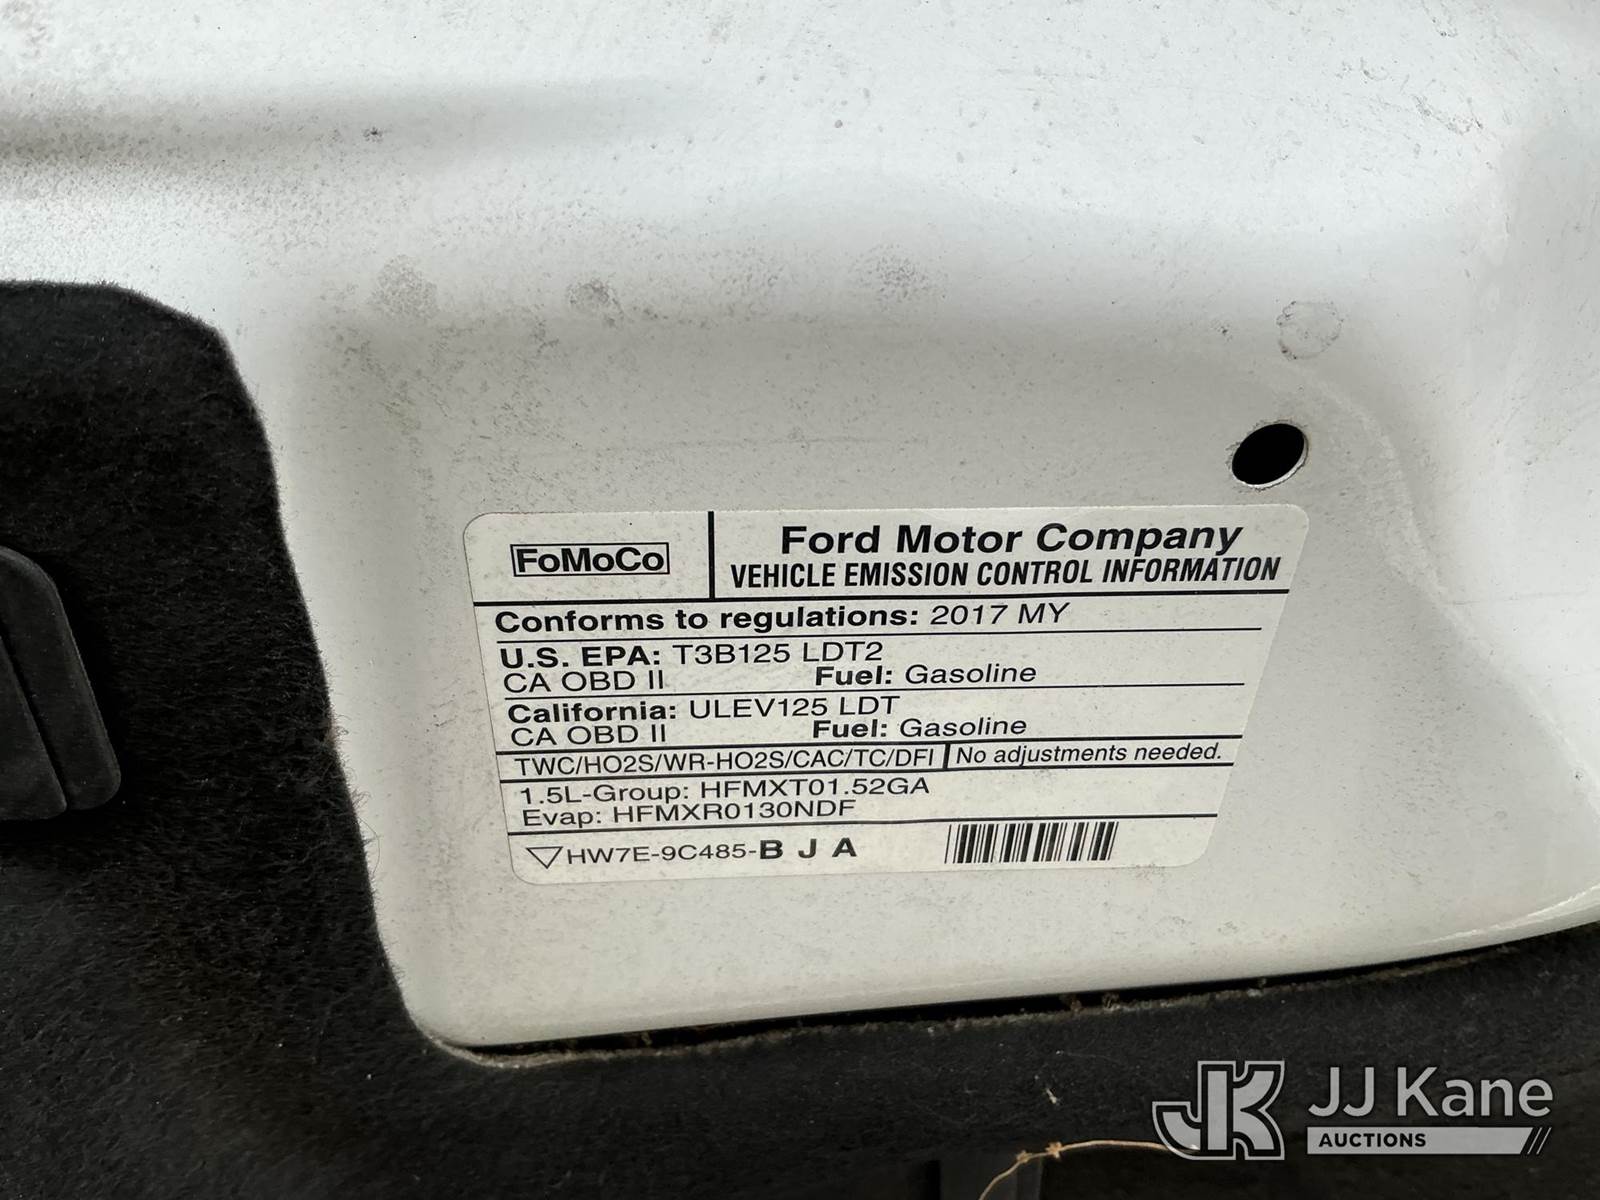 FoMoCo
Ford Motor Company
VEHICLE EMISSION CONTROL INFORMATION
Conforms to regulations: 2017 MY
U.S. EPA: T3B125 LDT2
CA OBD II Fuel: Gasoline
California: ULEV125 LDT
CA OBD II Fuel: Gasoline
TWC/HO2S/WR-HO2S/CAC/TC/DFI No adjustments needed.
1.5L-Group: HFMXT01.52GA
Evap: HFMXR0130NDF
HW7E-9C485-B J A
JK JJ Kane
AUCTIONS